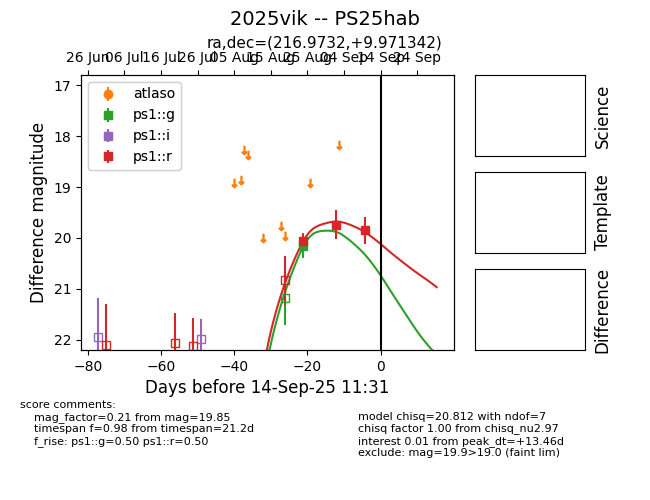 2025vik -- PS25hab
ra,dec=(216.9732,+9.971342)
26 Jun 06 Jul 16 Jul 26 Jul 05 Aug 15 Aug 25 Aug 04 Sep 14 Sep 24 Sep
atlaso
ps1::g
ps1::i
ps1::r
17
18
19
20
21
22
Difference magnitude
−80 −60 −40 −20 0
Days before 14-Sep-25 11:31
Science
Template
Difference
score comments:
mag_factor=0.21 from mag=19.85
timespan f=0.98 from timespan=21.2d
f_rise: ps1::g=0.50 ps1::r=0.50
model chisq=20.812 with ndof=7
chisq factor 1.00 from chisq_nu2.97
interest 0.01 from peak_dt=+13.46d
exclude: mag=19.9>19.0 (faint lim)